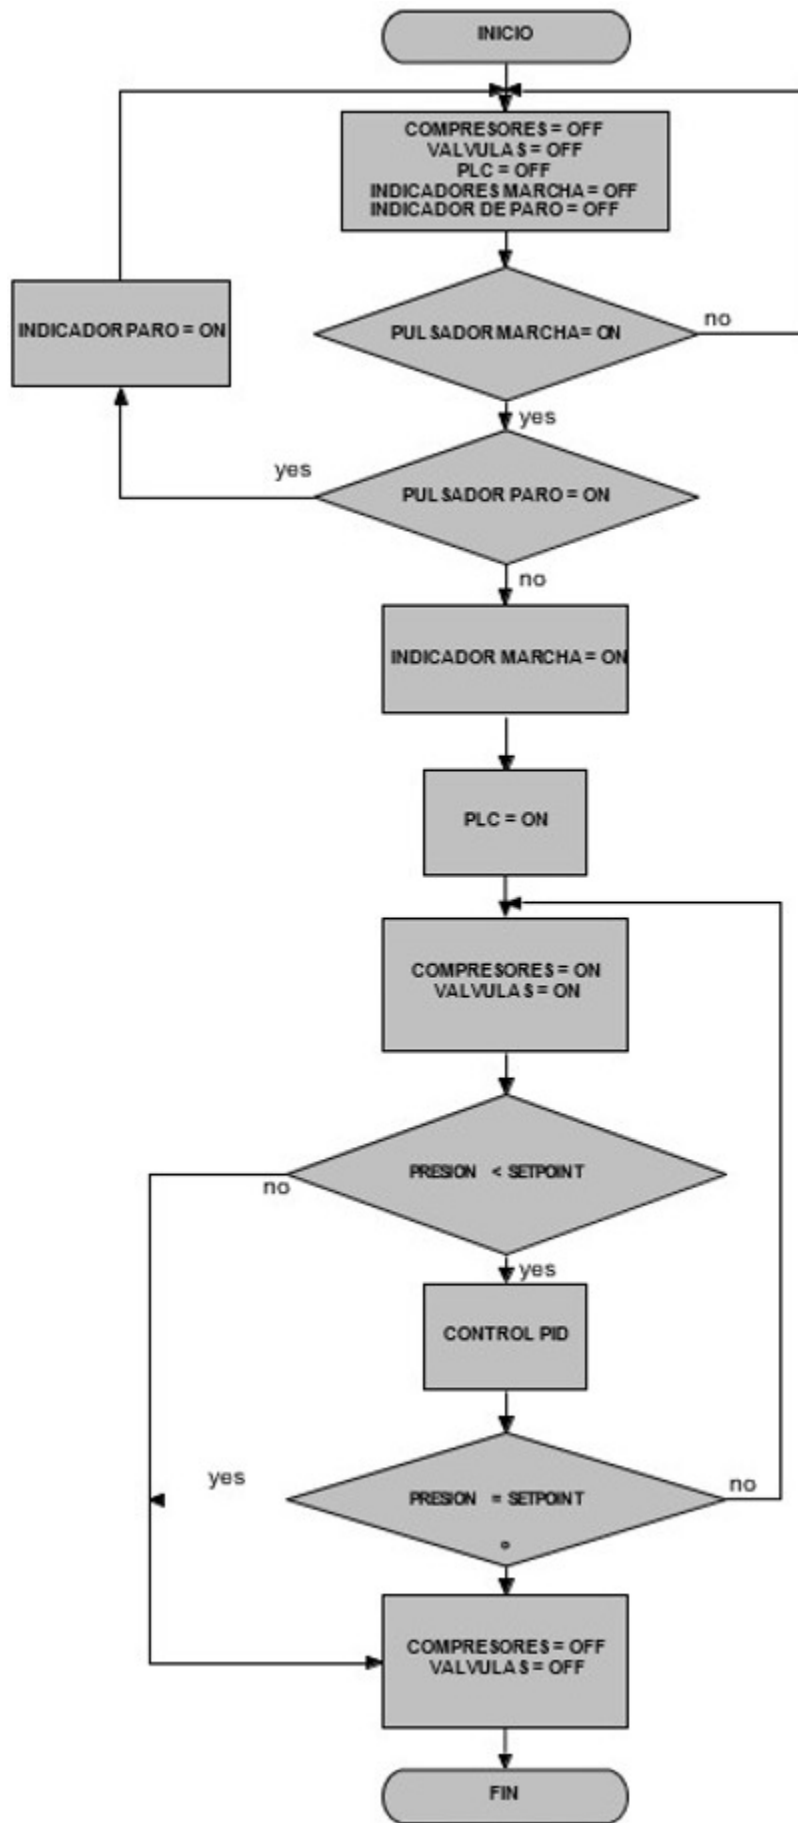 INICIO
COMPRESORES = OFF
VALVULAS = OFF
PLC = OFF
INDICADORES MARCHA = OFF
INDICADOR DE PARO = OFF
INDICADOR PARO = ON
PULSADOR MARCHA = ON
no
yes
yes
PULSADOR PARO = ON
no
INDICADOR MARCHA = ON
PLC = ON
COMPRESORES = ON
VALVULAS = ON
PRESION < SETPOINT
no
yes
CONTROL PID
yes
PRESION = SETPOINT
no
o
COMPRESORES = OFF
VALVULAS = OFF
FIN